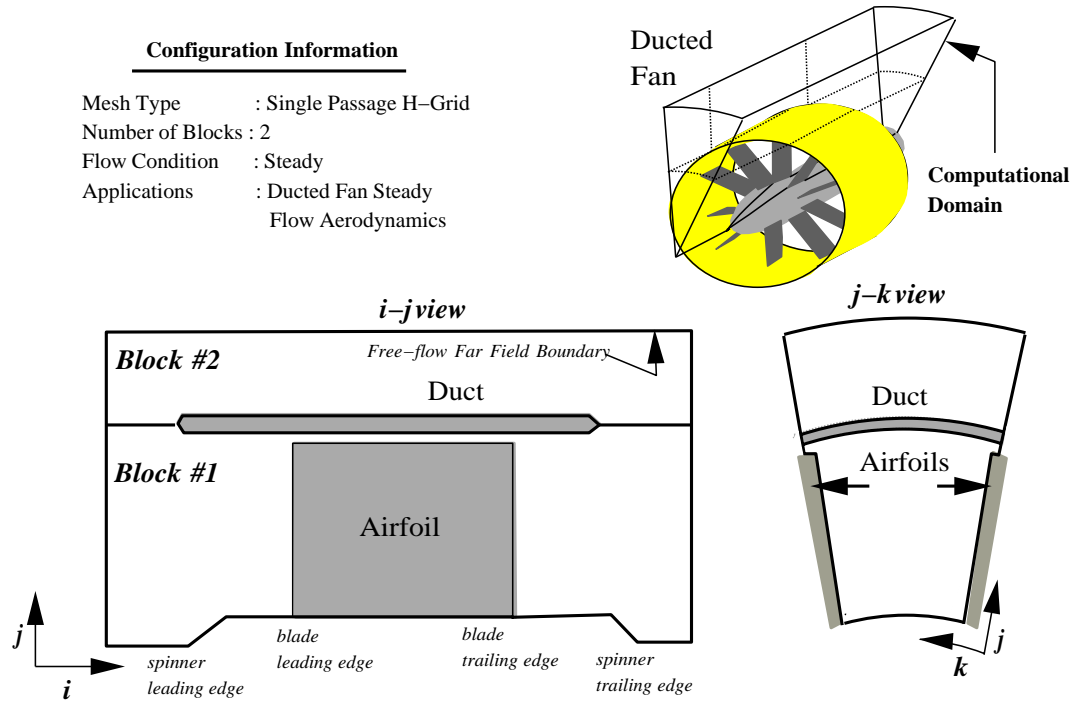 Configuration Information
Mesh Type : Single Passage H–Grid
Number of Blocks : 2
Flow Condition : Steady
Applications : Ducted Fan Steady
Flow Aerodynamics
Ducted
Fan
Computational
Domain
i–j view
Block #2
Free–flow Far Field Boundary
Duct
Block #1
Airfoil
j
i
spinner
leading edge
blade
leading edge
blade
trailing edge
spinner
trailing edge
j–k view
Duct
Airfoils
j
k